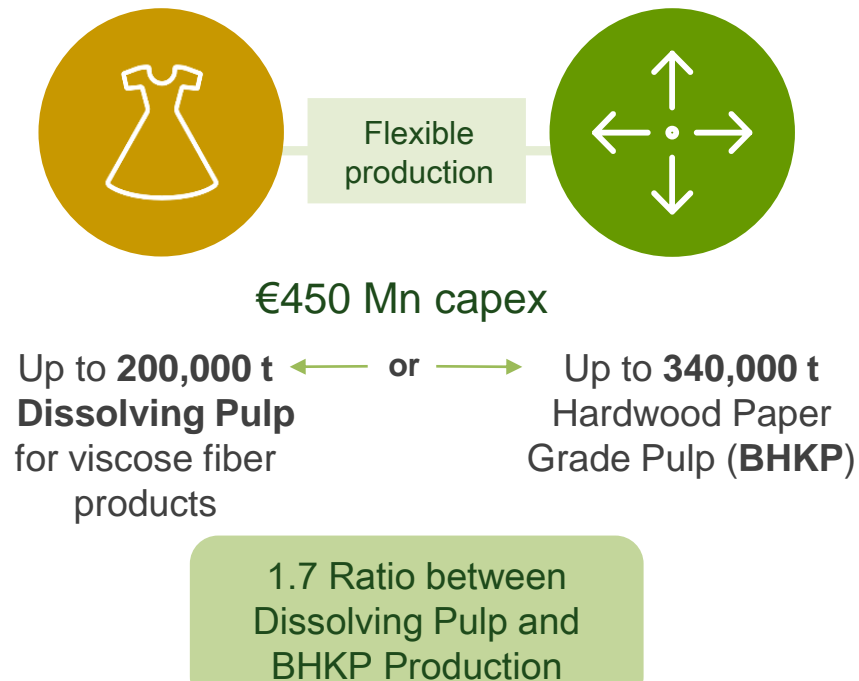 Flexible
production
€450 Mn capex
Up to 200,000 t
Dissolving Pulp
for viscose fiber
products
or
Up to 340,000 t
Hardwood Paper
Grade Pulp (BHKP)
1.7 Ratio between
Dissolving Pulp and
BHKP Production